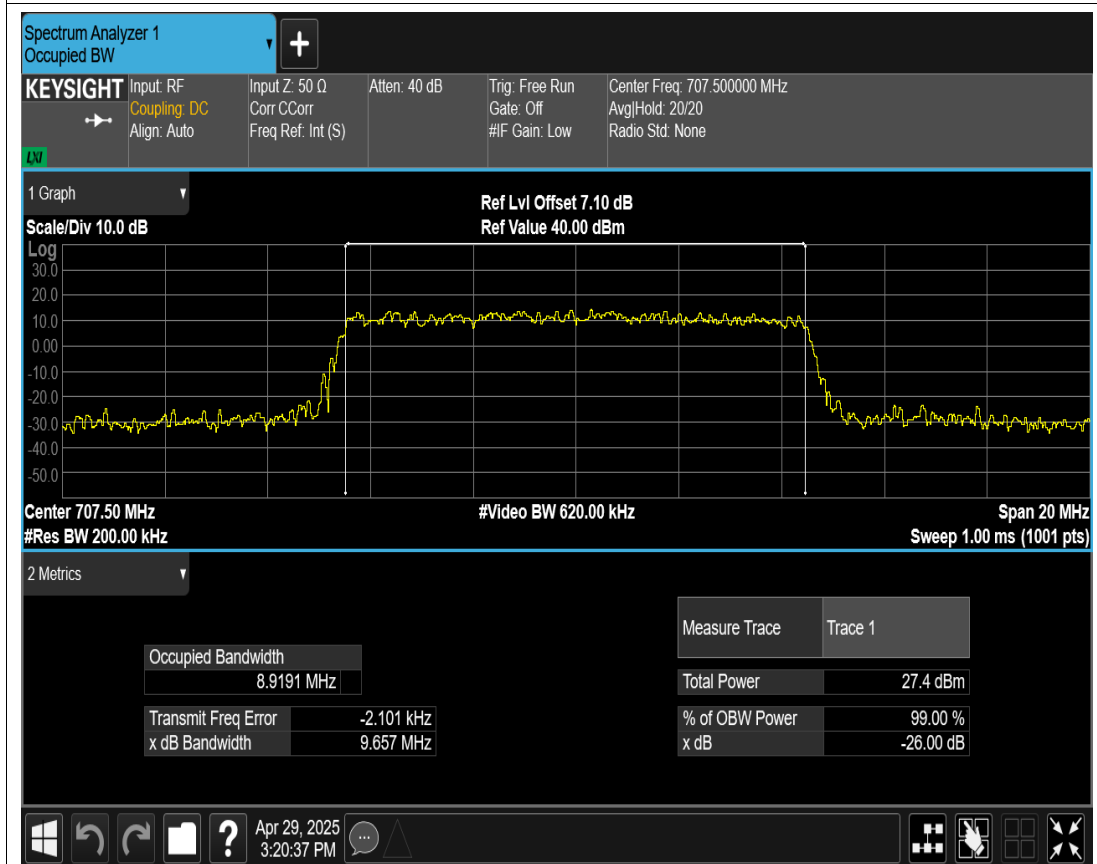 Spectrum Analyzer 1
Occupied BW
+
KEYSIGHT
LXI
Input: RF
Coupling: DC
Align: Auto
Input Z: 50 Ω
Corr CCorr
Freq Ref: Int (S)
Atten: 40 dB
Trig: Free Run
Gate: Off
#IF Gain: Low
Center Freq: 707.500000 MHz
Avg|Hold: 20/20
Radio Std: None
1 Graph
Scale/Div 10.0 dB
Ref Lvl Offset 7.10 dB
Ref Value 40.00 dBm
Log
30.0
20.0
10.0
0.00
-10.0
-20.0
-30.0
-40.0
-50.0
Center 707.50 MHz
#Video BW 620.00 kHz
Span 20 MHz
#Res BW 200.00 kHz
Sweep 1.00 ms (1001 pts)
2 Metrics
Measure Trace Trace 1
Occupied Bandwidth
8.9191 MHz
Total Power 27.4 dBm
Transmit Freq Error -2.101 kHz
% of OBW Power 99.00 %
x dB Bandwidth 9.657 MHz
x dB -26.00 dB
?
Apr 29, 2025
3:20:37 PM